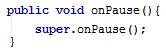 public void onPause(){
super.onPause();
}